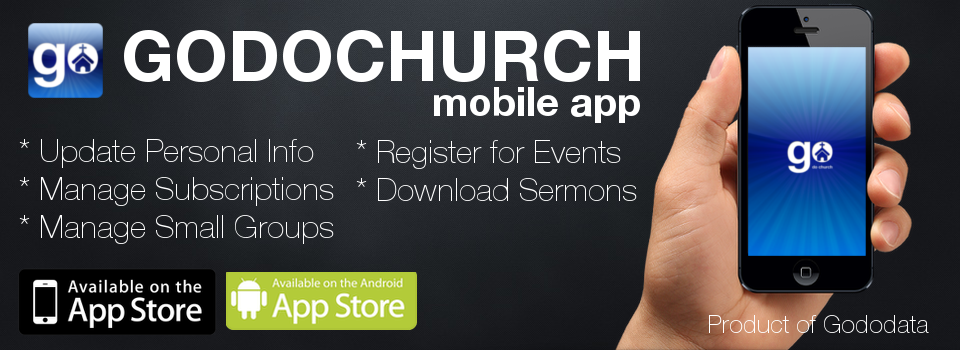 go
GODOCHURCH
mobile app
* Update Personal Info
* Manage Subscriptions
* Manage Small Groups
* Register for Events
* Download Sermons
Available on the
App Store
Available on the Android
App Store
go
do church
Product of Gododata